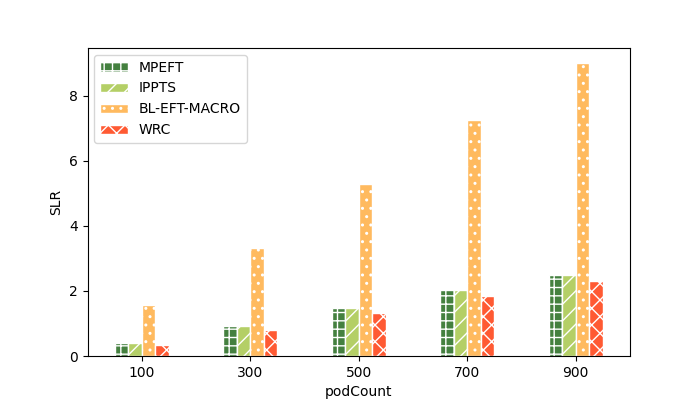 MPEFT
IPPTS
BL-EFT-MACRO
WRC
SLR
8
6
4
2
0
100 300 500 700 900
podCount